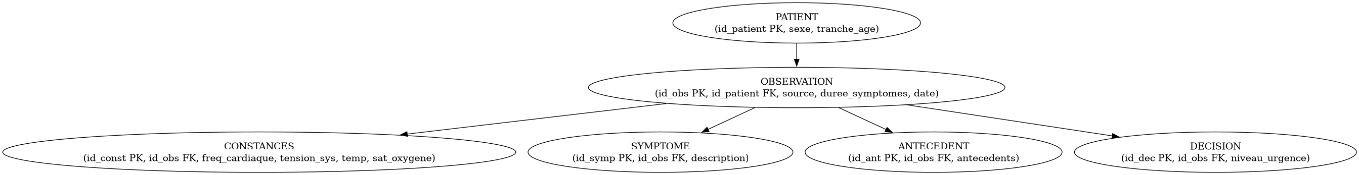 PATIENT
(id_patient PK, sexe, tranche_age)
OBSERVATION
(id_obs PK, id_patient FK, source, duree_symptomes, date)
CONSTANCES
(id_const PK, id_obs FK, freq_cardiaque, tension_sys, temp, sat_oxygene)
SYMPTOME
(id_symp PK, id_obs FK, description)
ANTECEDENT
(id_ant PK, id_obs FK, antecedents)
DECISION
(id_dec PK, id_obs FK, niveau_urgence)